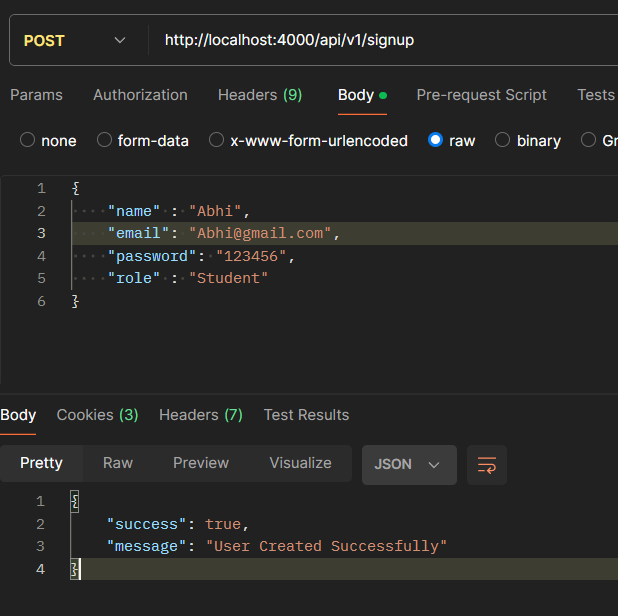 POST http://localhost:4000/api/v1/signup
Params Authorization Headers (9) Body Pre-request Script Tests
none form-data x-www-form-urlencoded raw binary Gr
1 {
2 "name" : "Abhi",
3 "email": "Abhi@gmail.com",
4 "password": "123456",
5 "role" : "Student"
6 }
Body Cookies (3) Headers (7) Test Results
Pretty Raw Preview Visualize JSON
1 {
2 "success": true,
3 "message": "User Created Successfully"
4 }